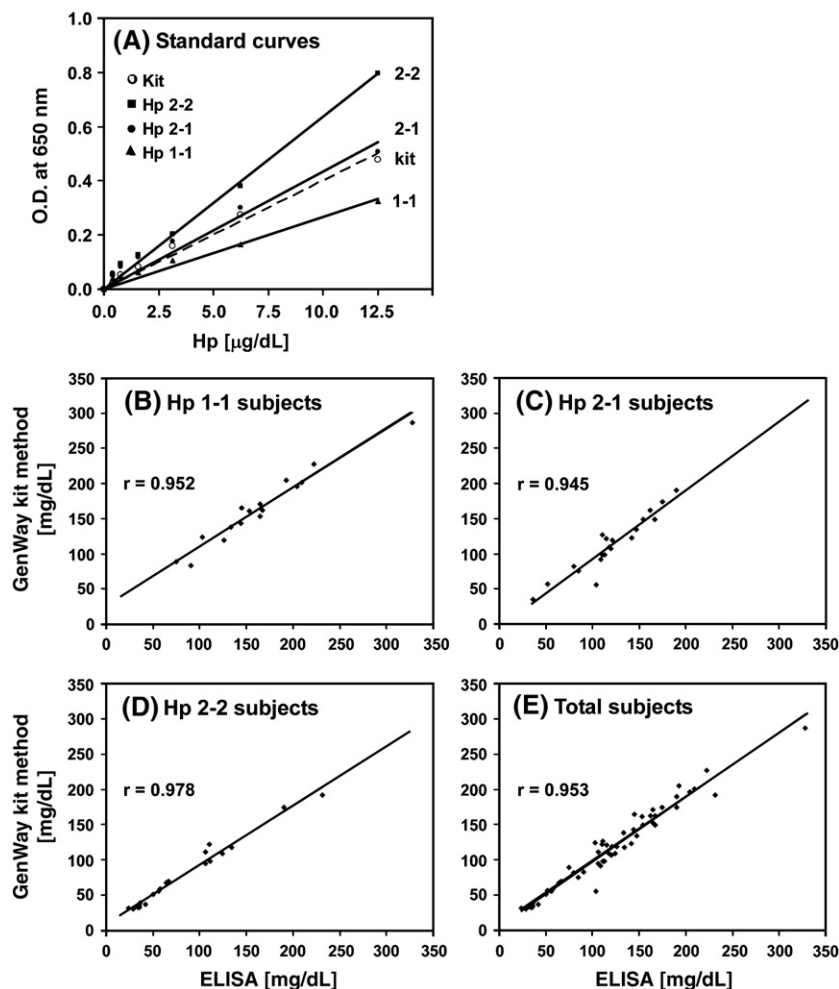 (A) Standard curves
Kit
Hp 2-2
Hp 2-1
Hp 1-1
2-2
2-1
kit
1-1
O.D. at 650 nm
1.0
0.8
0.6
0.4
0.2
0.0
0.0 2.5 5.0 7.5 10.0 12.5
Hp [µg/dL]
(B) Hp 1-1 subjects
r = 0.952
GenWay kit method
[mg/dL]
350
300
250
200
150
100
50
0
0 50 100 150 200 250 300 350
(C) Hp 2-1 subjects
r = 0.945
350
300
250
200
150
100
50
0
0 50 100 150 200 250 300 350
(D) Hp 2-2 subjects
r = 0.978
GenWay kit method
[mg/dL]
350
300
250
200
150
100
50
0
0 50 100 150 200 250 300 350
ELISA [mg/dL]
(E) Total subjects
r = 0.953
350
300
250
200
150
100
50
0
0 50 100 150 200 250 300 350
ELISA [mg/dL]